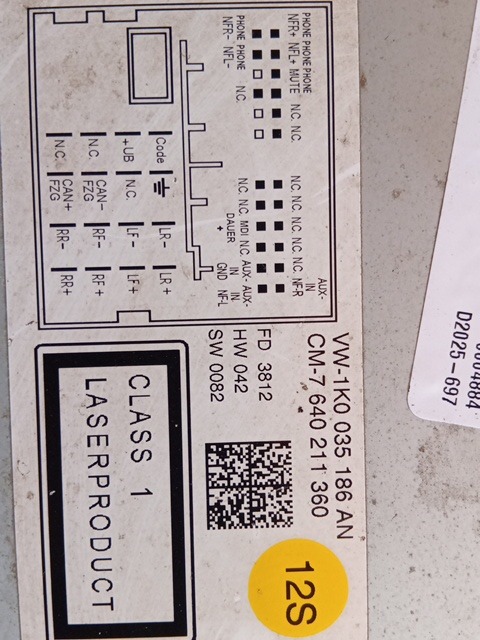 PHONE PHONE PHONE
NFR+ NFL+ MUTE N.C. N.C.
PHONE PHONE
NFR- NFL- N.C.
AUX-
IN
N.C. N.C. N.C. N.C. N.C. NF-R
N.C. N.C. MDI N.C. AUX- AUX-
DAUER IN IN
+ GND NF-L
Code LR- LR+
+UB N.C. LF- LF+
N.C. CAN- RF- RF+
FZG
N.C. CAN+ RR- RR+
FZG
VW-1K0 035 186 AN
CM-7 640 211 360
FD 3812
HW 042
SW 0082
12S
CLASS 1
LASERPRODUCT
D2025-697